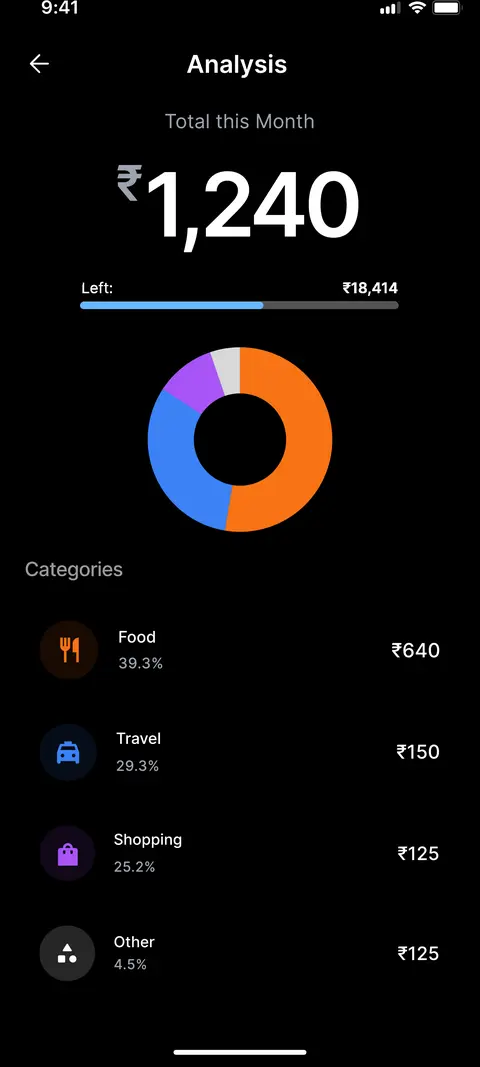 9:41
Analysis
Total this Month
₹1,240
Left: ₹18,414
Categories
Food
39.3%
₹640
Travel
29.3%
₹150
Shopping
25.2%
₹125
Other
4.5%
₹125